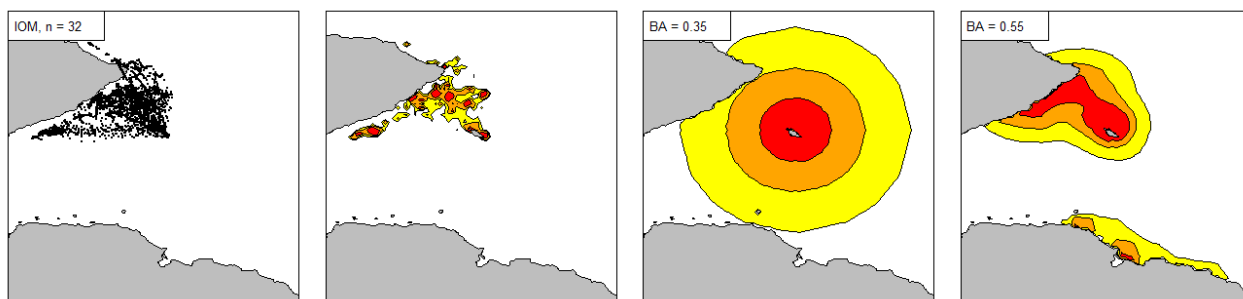 IOM, n = 32
BA = 0.35
BA = 0.55